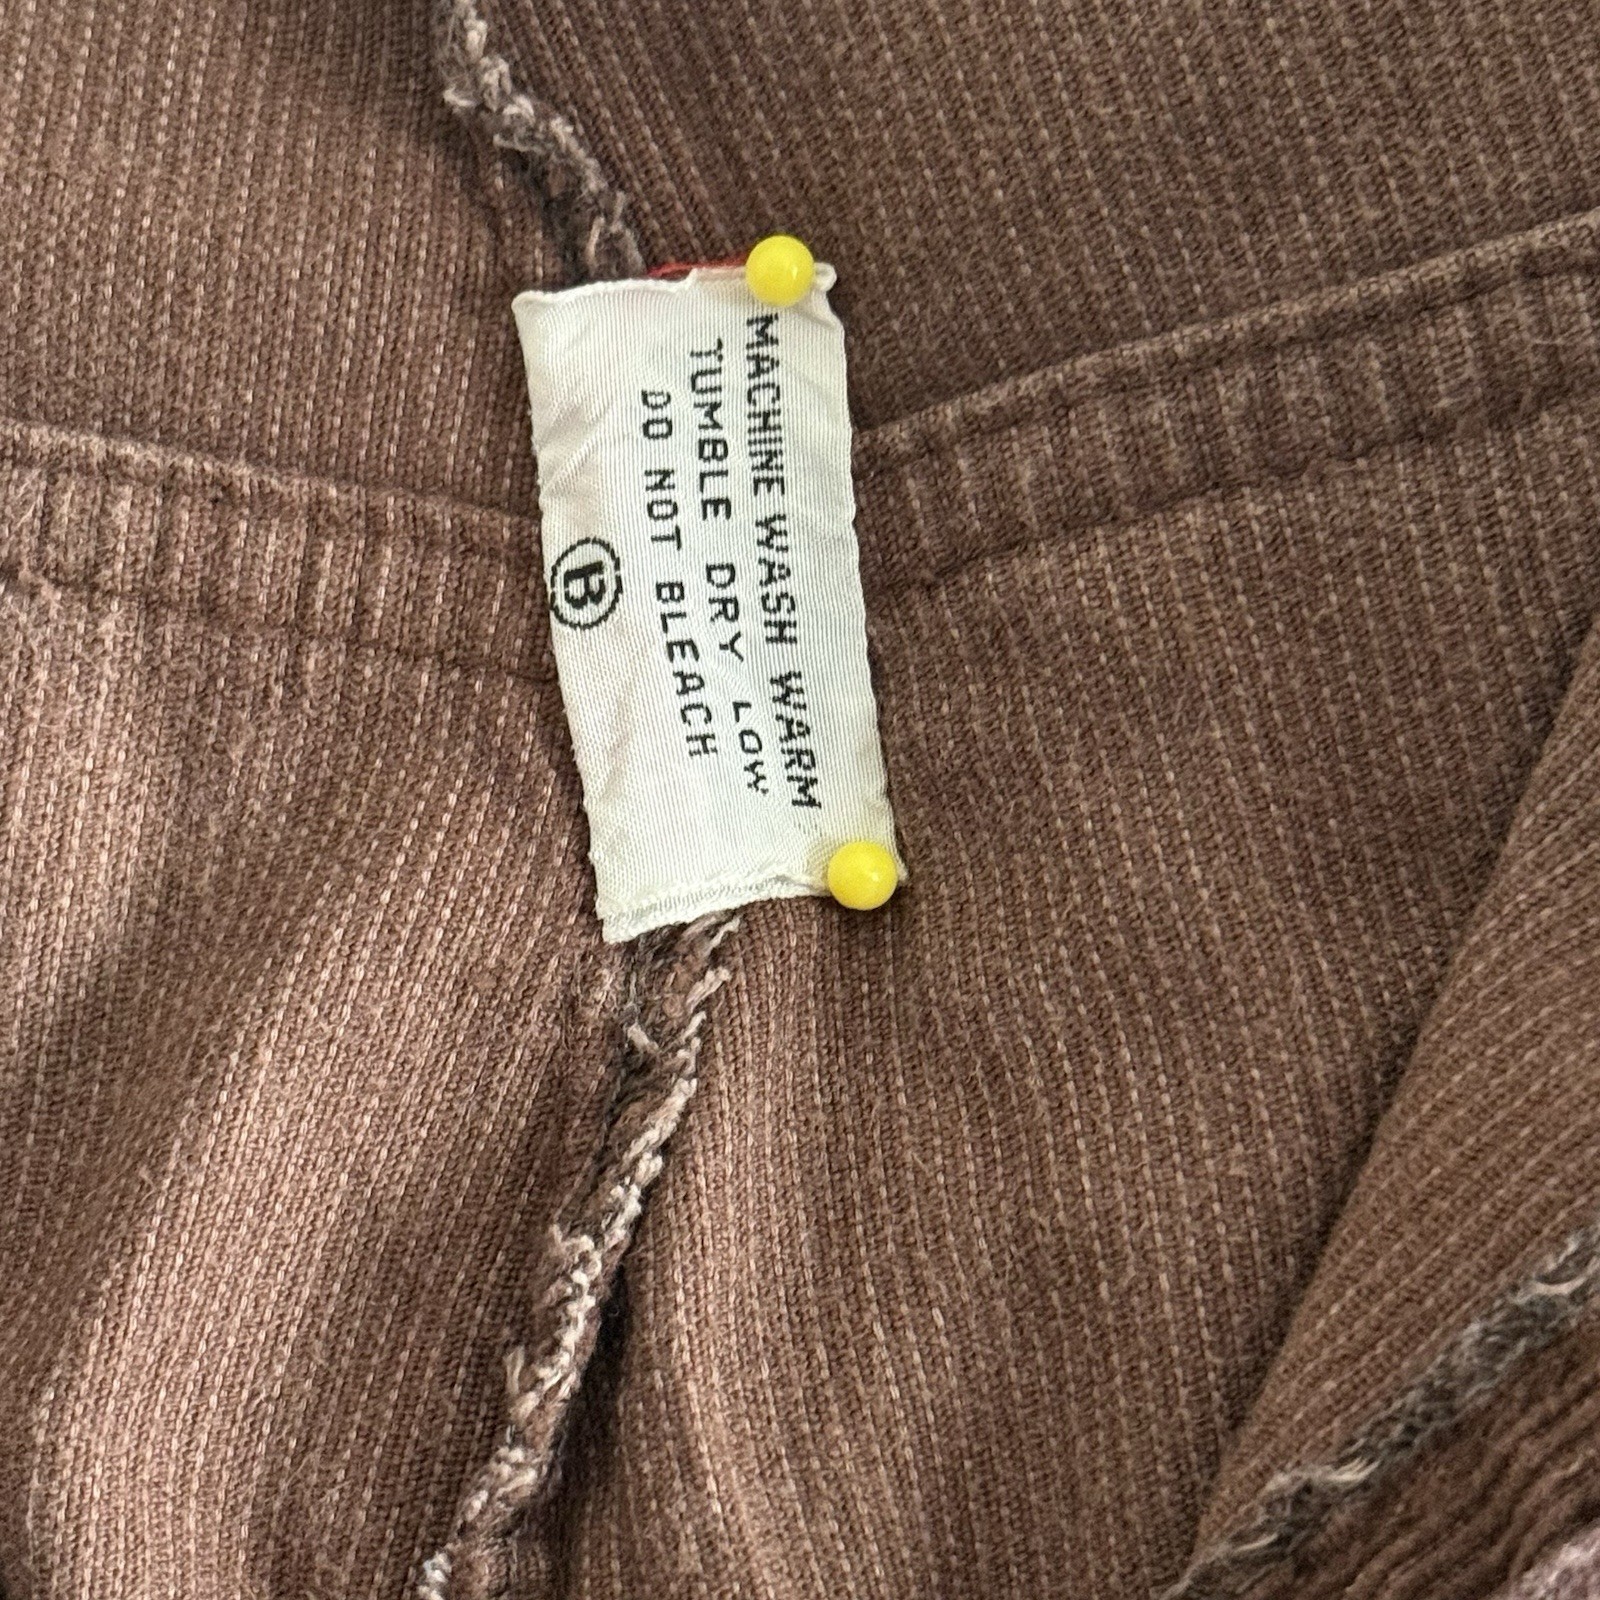 MACHINE WASH WARM
TUMBLE DRY LOW
DO NOT BLEACH
B